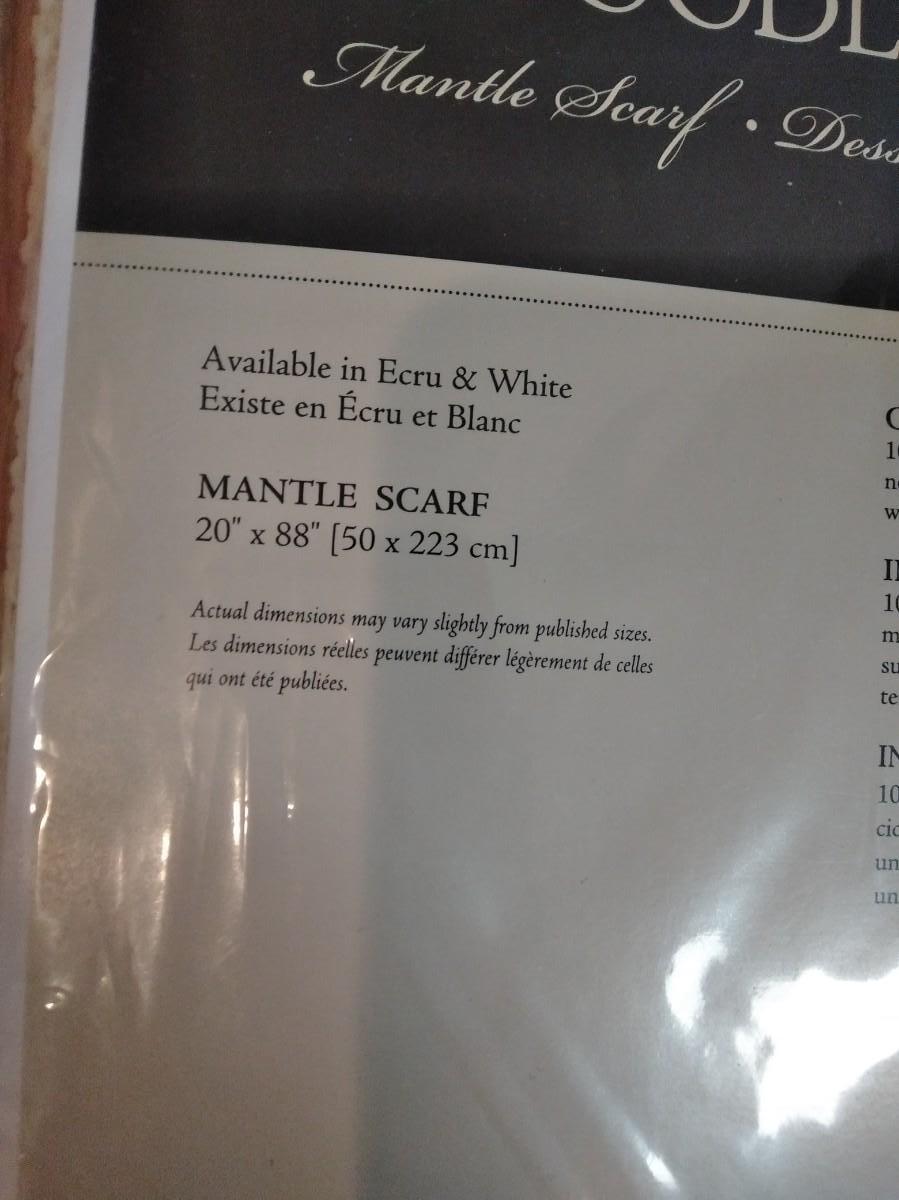 Mantle Scarf •
Available in Ecru & White
Existe en Écru et Blanc
MANTLE SCARF
20" x 88" [50 x 223 cm]
Actual dimensions may vary slightly from published sizes.
Les dimensions réelles peuvent différer légèrement de celles
qui ont été publiées.